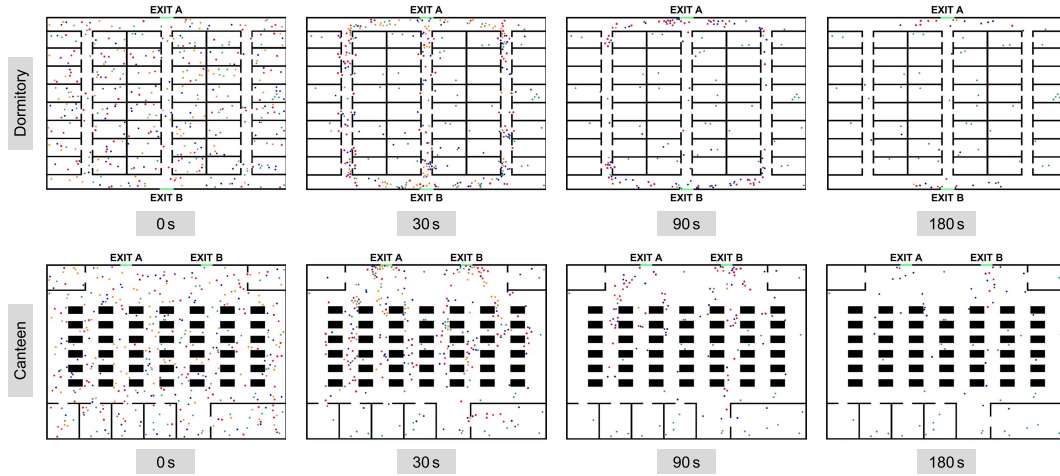 EXIT A EXIT A EXIT A EXIT A
Dormitory
EXIT B EXIT B EXIT B EXIT B
0 s 30 s 90 s 180 s
EXIT A EXIT B EXIT A EXIT B EXIT A EXIT B EXIT A EXIT B
Canteen
0 s 30 s 90 s 180 s